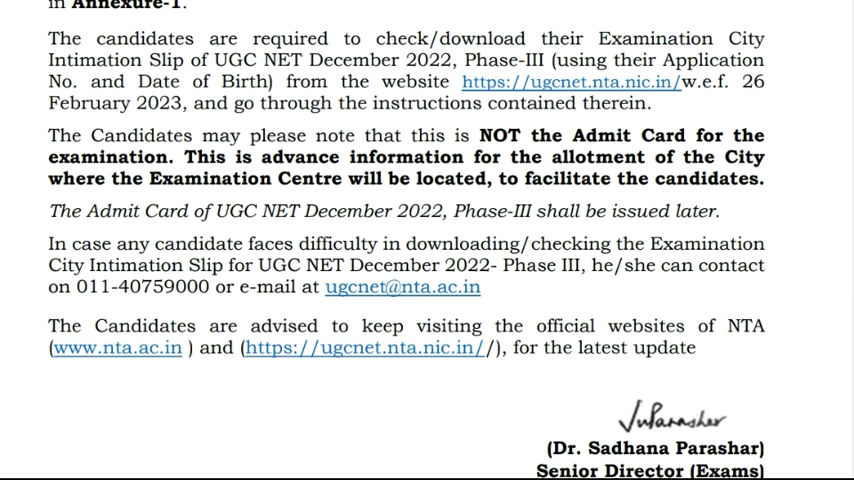 in Annexure-1.
The candidates are required to check/download their Examination City
Intimation Slip of UGC NET December 2022, Phase-III (using their Application
No. and Date of Birth) from the website https://ugcnet.nta.nic.in/w.e.f. 26
February 2023, and go through the instructions contained therein.
The Candidates may please note that this is NOT the Admit Card for the
examination. This is advance information for the allotment of the City
where the Examination Centre will be located, to facilitate the candidates.
The Admit Card of UGC NET December 2022, Phase-III shall be issued later.
In case any candidate faces difficulty in downloading/checking the Examination
City Intimation Slip for UGC NET December 2022- Phase III, he/she can contact
on 011-40759000 or e-mail at ugcnet@nta.ac.in
The Candidates are advised to keep visiting the official websites of NTA
(www.nta.ac.in ) and (https://ugcnet.nta.nic.in//), for the latest update
(Dr. Sadhana Parashar)
Senior Director (Exams)